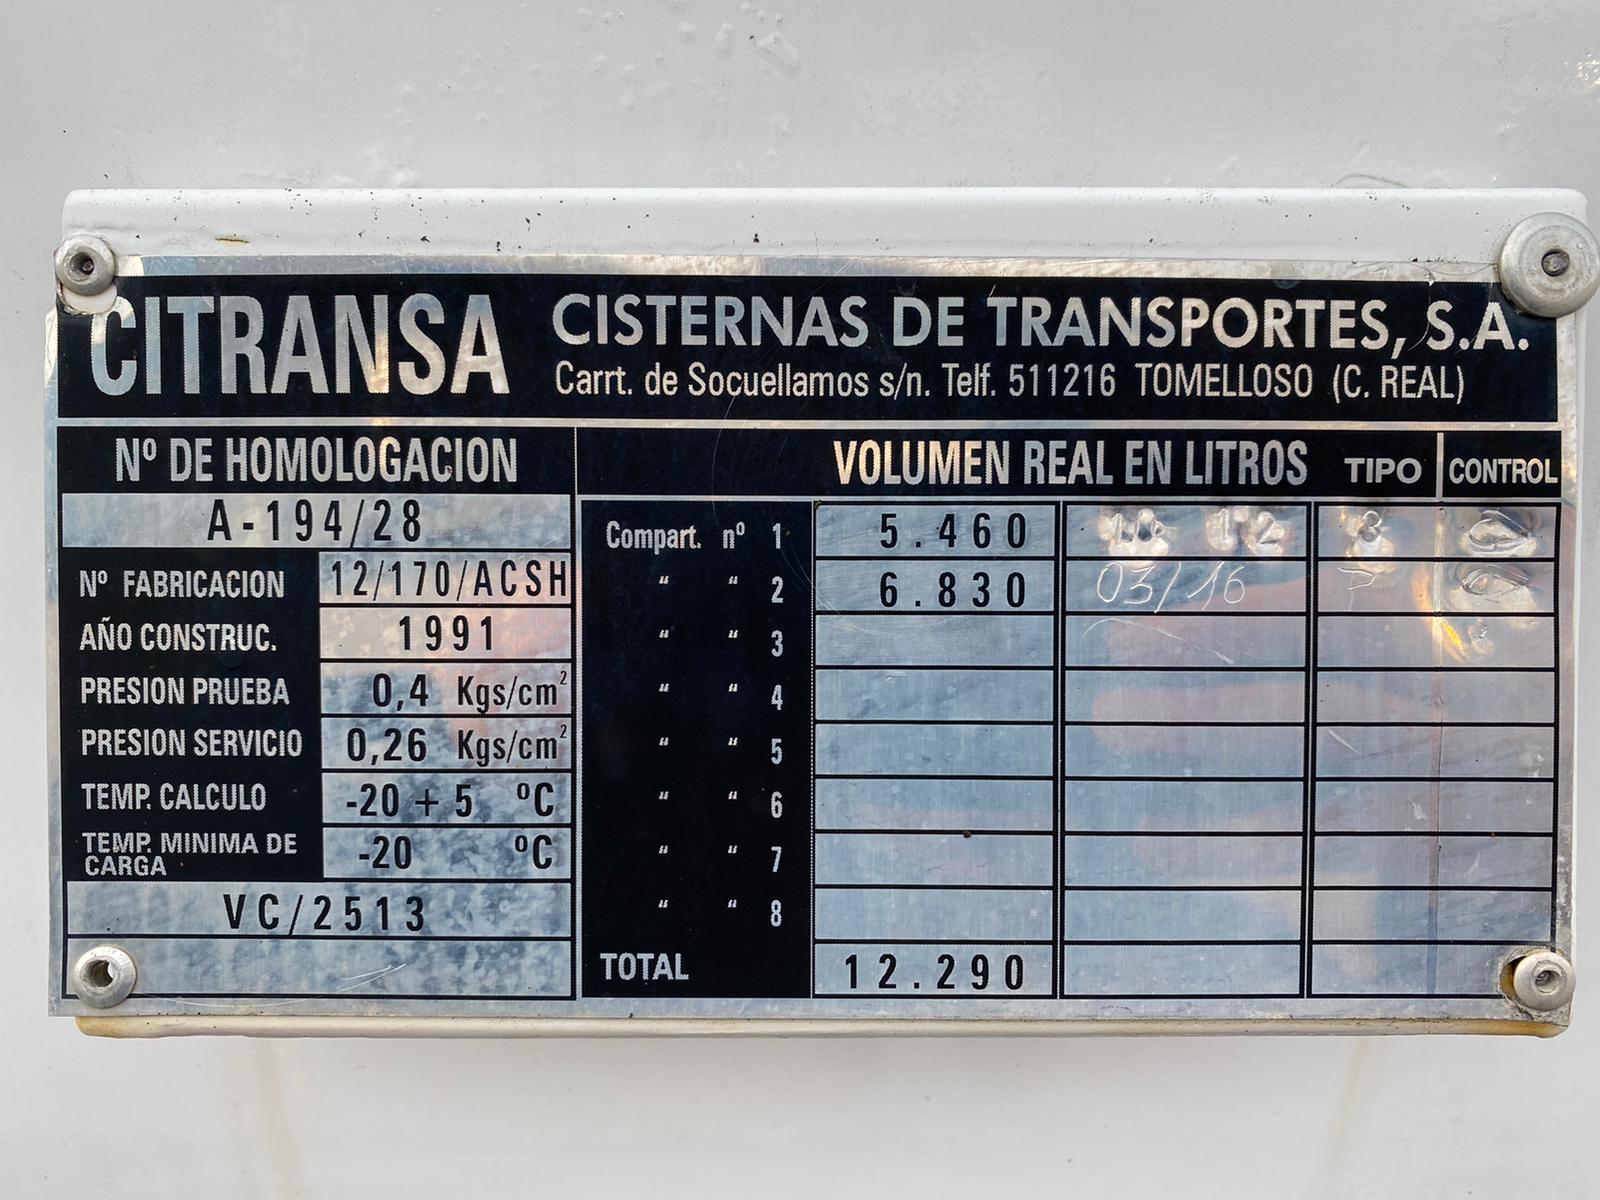 CITRANSA CISTERNAS DE TRANSPORTES, S.A.
Carrt. de Socuellamos s/n. Telf. 511216 TOMELLOSO (C. REAL)
Nº DE HOMOLOGACION
A-194/28
Nº FABRICACION 12/170/ACSH
AÑO CONSTRUC. 1991
PRESION PRUEBA 0,4 Kgs/cm²
PRESION SERVICIO 0,26 Kgs/cm²
TEMP. CALCULO -20 + 5 ºC
TEMP. MINIMA DE CARGA -20 ºC
VC/2513
VOLUMEN REAL EN LITROS TIPO CONTROL
Compart. nº 1 5.460
" " 2 6.830 03/16 P
" " 3
" " 4
" " 5
" " 6
" " 7
" " 8
TOTAL 12.290